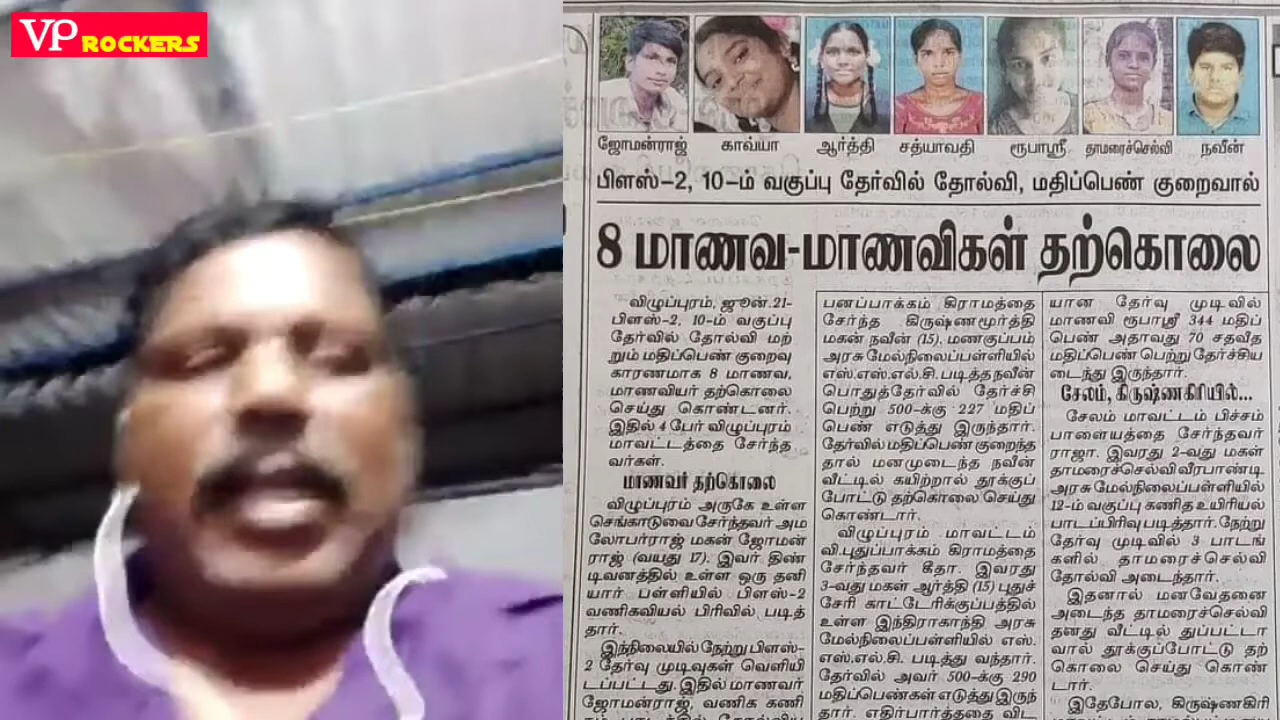 VP ROCKERS
ஜோமன்ராஜ் காவ்யா ஆர்த்தி சத்யாவதி ரூபாஸ்ரீ தாமரைச்செல்வி நவீன்
பிளஸ்-2, 10-ம் வகுப்பு தேர்வில் தோல்வி, மதிப்பெண் குறைவால்
8 மாணவ-மாணவிகள் தற்கொலை
விழுப்புரம், ஜூன்.21-
பிளஸ்-2, 10-ம் வகுப்பு
தேர்வில் தோல்வி மற்
றும் மதிப்பெண் குறைவு
காரணமாக 8 மாணவ,
மாணவியர் தற்கொலை
செய்து கொண்டனர்.
இதில் 4 பேர் விழுப்புரம்
மாவட்டத்தை சேர்ந்த
வர்கள்.
மாணவர் தற்கொலை
விழுப்புரம் அருகே உள்ள
செங்காடுவை சேர்ந்தவர் அம
லோபர்ராஜ் மகன் ஜோமன்
ராஜ் (வயது 17). இவர் திண்
டிவனத்தில் உள்ள ஒரு தனி
யார் பள்ளியில் பிளஸ்-2
வணிகவியல் பிரிவில் படித்
தார்.
இந்நிலையில் நேற்று பிளஸ்-
2 தேர்வு முடிவுகள் வெளியி
டப்பட்டது. இதில் மாணவர்
ஜோமன்ராஜ், வணிக கணி
பனப்பாக்கம் கிராமத்தை
சேர்ந்த கிருஷ்ணமூர்த்தி
மகன் நவீன் (15). மணகுப்பம்
அரசு மேல்நிலைப்பள்ளியில்
எஸ்.எஸ்.எல்.சி. படித்த நவீன்
பொதுத்தேர்வில் தேர்ச்சி
பெற்று 500-க்கு 227 மதிப்
பெண் எடுத்து இருந்தார்.
தேர்வில் மதிப்பெண் குறைந்த
தால் மனமுடைந்த நவீன்
வீட்டில் கயிற்றால் தூக்குப்
போட்டு தற்கொலை செய்து
கொண்டார்.
விழுப்புரம் மாவட்டம்
வி.புதுப்பாக்கம் கிராமத்தை
சேர்ந்தவர் கீதா. இவரது
3-வது மகள் ஆர்த்தி (15) புதுச்
சேரி காட்டேரிக்குப்பத்தில்
உள்ள இந்திராகாந்தி அரசு
மேல்நிலைப்பள்ளியில் எஸ்.
எஸ்.எல்.சி. படித்து வந்தார்.
தேர்வில் அவர் 500-க்கு 290
மதிப்பெண்கள் எடுத்து இருந்
தார். எதிர்பார்த்ததை விட
யான தேர்வு முடிவில்
மாணவி ரூபாஸ்ரீ 344 மதிப்
பெண் அதாவது 70 சதவீத
மதிப்பெண் பெற்று தேர்ச்சிய
டைந்து இருந்தார்.
சேலம், கிருஷ்ணகிரியில்...
சேலம் மாவட்டம் பிச்சம்
பாளையத்தை சேர்ந்தவர்
ராஜா. இவரது 2-வது மகள்
தாமரைச்செல்வி வீரபாண்டி
அரசு மேல்நிலைப்பள்ளியில்
12-ம் வகுப்பு கணித உயிரியல்
பாடப்பிரிவு படித்தார். நேற்று
தேர்வு முடிவில் 3 பாடங்
களில் தாமரைச்செல்வி
தோல்வி அடைந்தார்.
இதனால் மனவேதனை
அடைந்த தாமரைச்செல்வி
தனது வீட்டில் துப்பட்டா
வால் தூக்குப்போட்டு தற்
கொலை செய்து கொண்
டார்.
இதேபோல, கிருஷ்ணகிரி